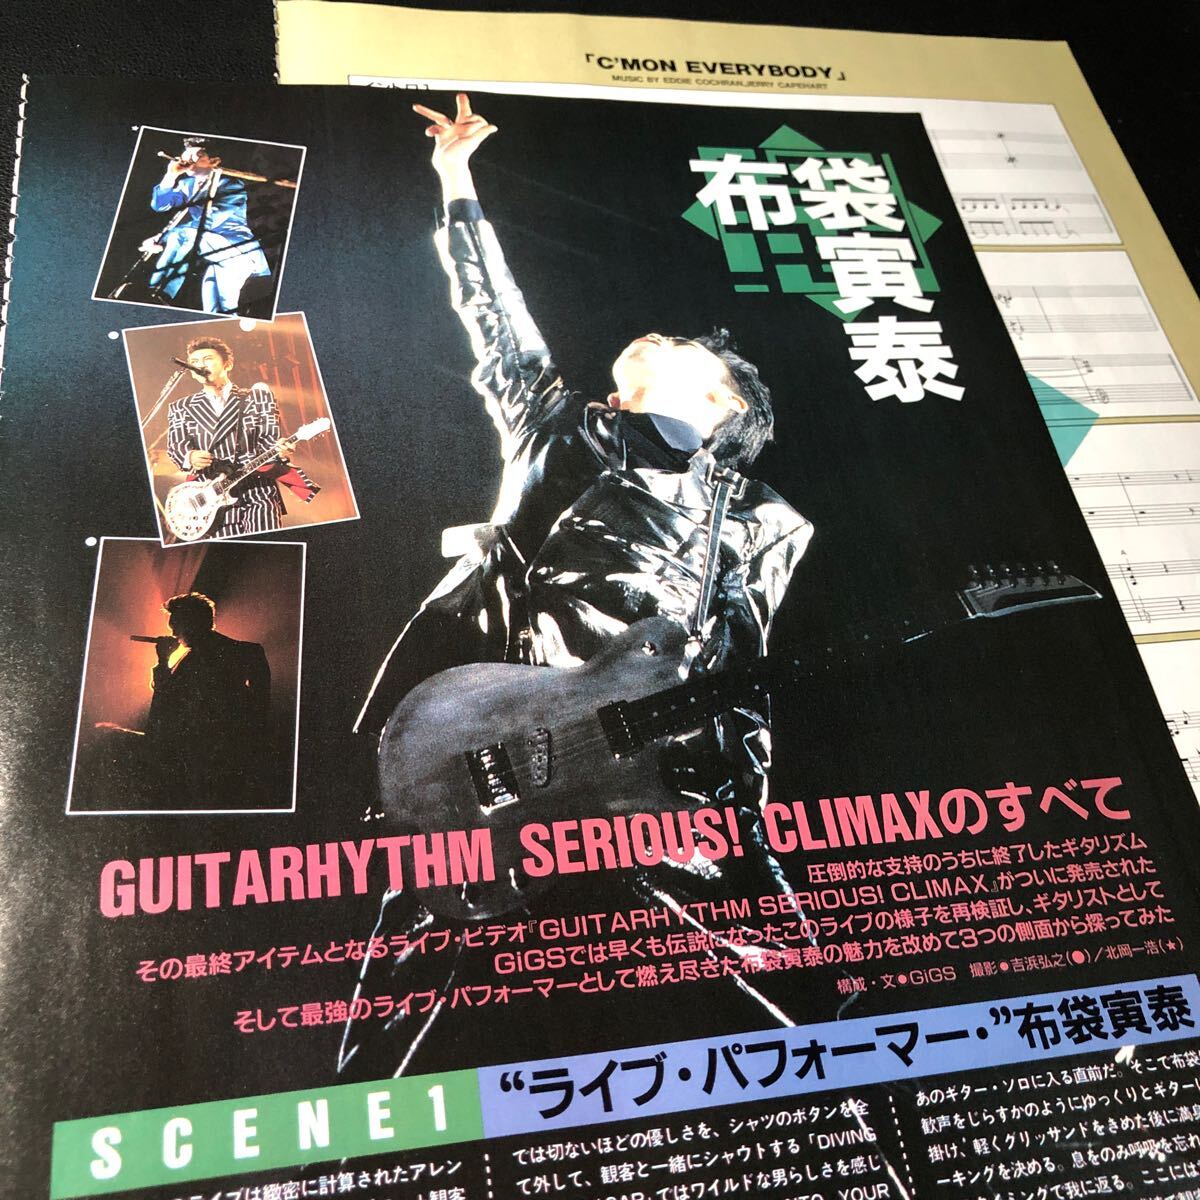 「C'MON EVERYBODY」
MUSIC BY EDDIE COCHRAN,JERRY CAPEHART
イントロ1
布袋寅泰
GUITARHYTHM SERIOUS! CLIMAXのすべて
圧倒的な支持のうちに終了したギタリズム
その最終アイテムとなるライブ・ビデオ『GUITARHYTHM SERIOUS! CLIMAX』がついに発売された
GiGSでは早くも伝説になったこのライブの様子を再検証し、ギタリストとして
そして最強のライブ・パフォーマーとして燃え尽きた布袋寅泰の魅力を改めて3つの側面から探ってみた
構成・文●GiGS 撮影●吉浜弘之(●)/北岡一浩(★)
SCENE1
“ライブ・パフォーマー・”布袋寅泰
ライブは緻密に計算されたアレン
観客
では切ないほどの優しさを、シャツのボタンを全
て外して、観客と一緒にシャウトする「DIVING
ではワイルドな男らしさを感じ
INTO YOUR
あのギター・ソロに入る直前だ。そこで布袋
歓声をじらすかのようにゆっくりとギター
掛け、軽くグリッサンドをきめた後に満
ーキングを決める。息をのみ呼吸を忘
キングで我に返る。ここには